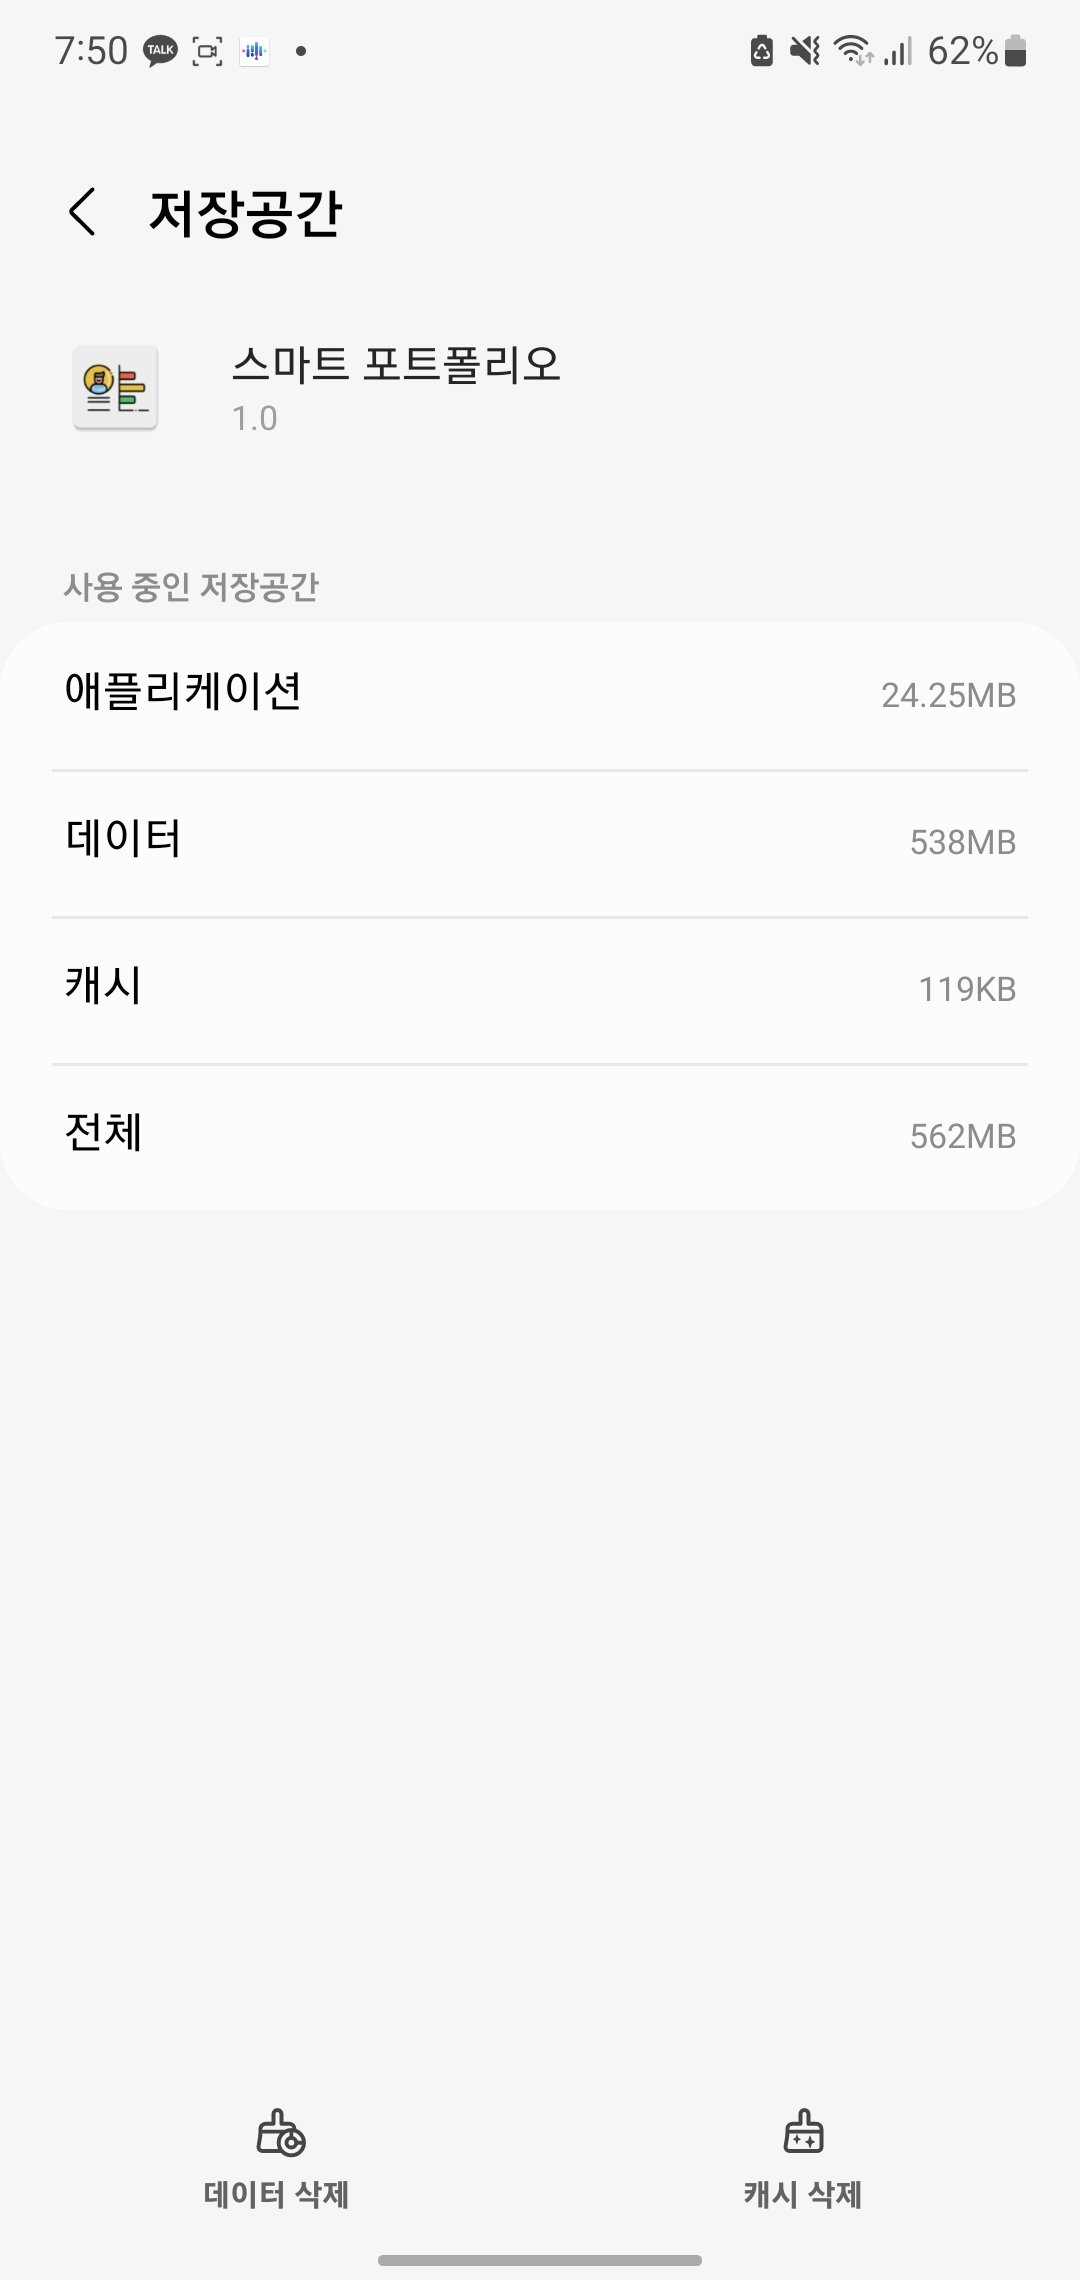 7:50 TALK 62%
저장공간
스마트 포트폴리오
1.0
사용 중인 저장공간
애플리케이션 24.25MB
데이터 538MB
캐시 119KB
전체 562MB
데이터 삭제 캐시 삭제